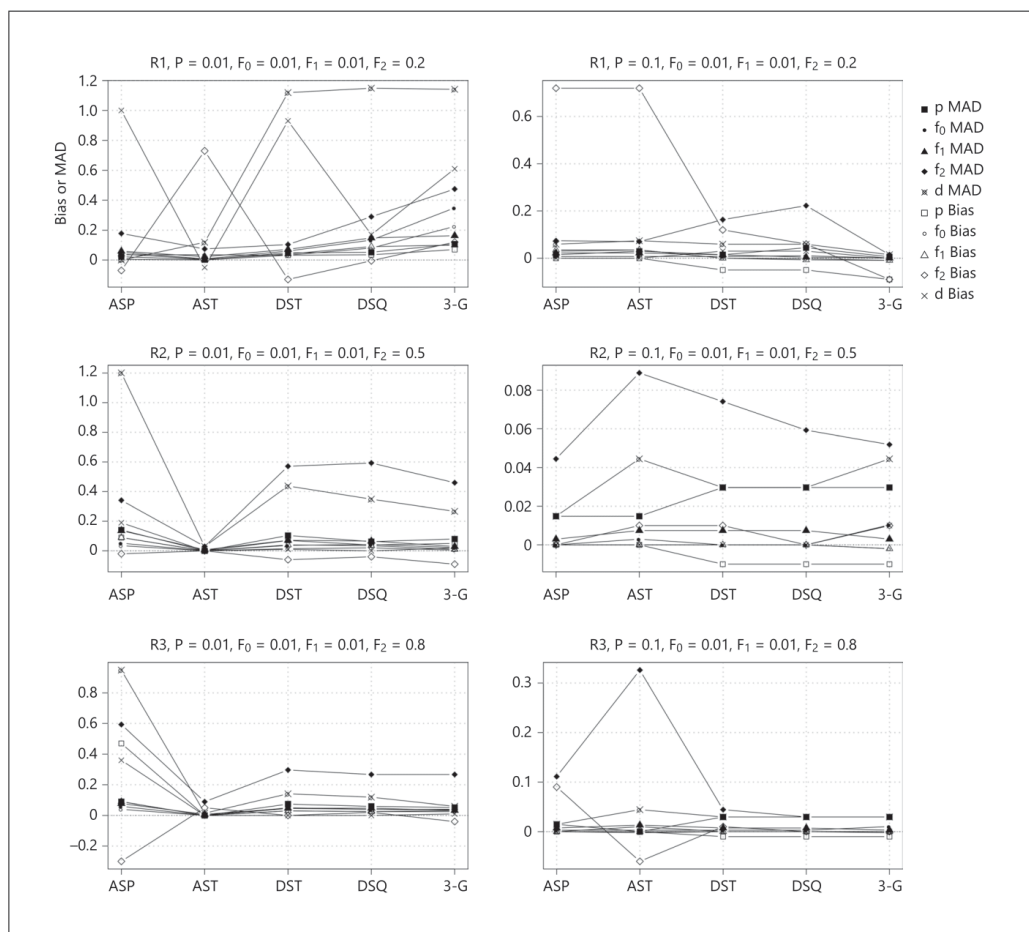 R1, P = 0.01, F₀ = 0.01, F₁ = 0.01, F₂ = 0.2
Bias or MAD
1.2
1.0
0.8
0.6
0.4
0.2
0
ASP AST DST DSQ 3-G
R1, P = 0.1, F₀ = 0.01, F₁ = 0.01, F₂ = 0.2
0.6
0.4
0.2
0
ASP AST DST DSQ 3-G
p MAD
f₀ MAD
f₁ MAD
f₂ MAD
d MAD
p Bias
f₀ Bias
f₁ Bias
f₂ Bias
d Bias
R2, P = 0.01, F₀ = 0.01, F₁ = 0.01, F₂ = 0.5
1.2
1.0
0.8
0.6
0.4
0.2
0
ASP AST DST DSQ 3-G
R2, P = 0.1, F₀ = 0.01, F₁ = 0.01, F₂ = 0.5
0.08
0.06
0.04
0.02
0
ASP AST DST DSQ 3-G
R3, P = 0.01, F₀ = 0.01, F₁ = 0.01, F₂ = 0.8
0.8
0.6
0.4
0.2
0
–0.2
ASP AST DST DSQ 3-G
R3, P = 0.1, F₀ = 0.01, F₁ = 0.01, F₂ = 0.8
0.3
0.2
0.1
0
ASP AST DST DSQ 3-G